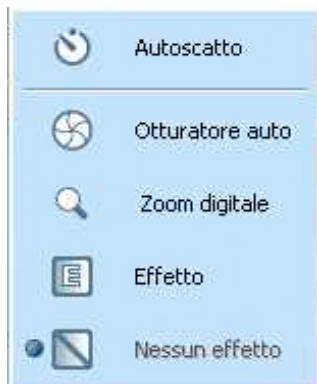 Autoscatto
Otturatore auto
Zoom digitale
Effetto
Nessun effetto